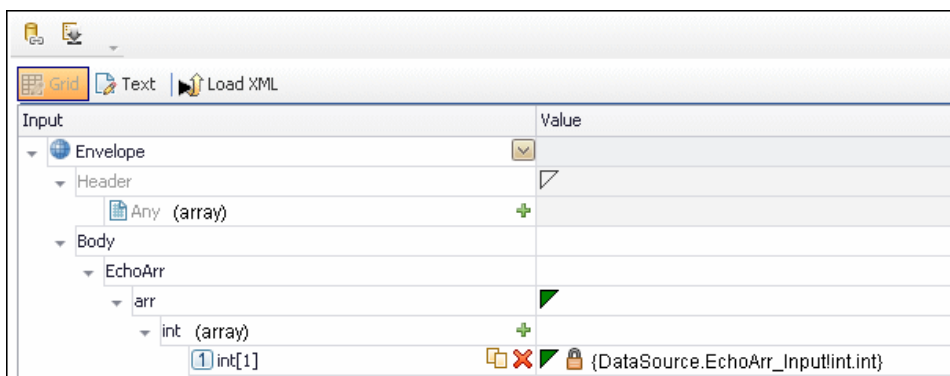 Grid Text Load XML
Input Value
Envelope
Header
Any (array)
Body
EchoArr
arr
int (array)
1 int[1] {DataSource.EchoArr_Input!int.int}